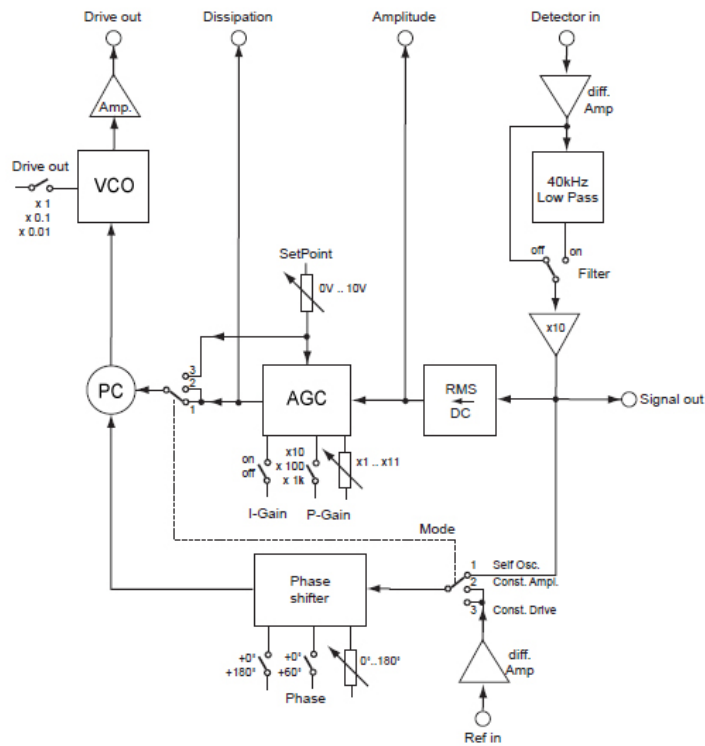 Drive out
Dissipation
Amplitude
Detector in
Amp.
diff.
Amp
Drive out
x 1
x 0.1
x 0.01
VCO
40kHz
Low Pass
off
on
Filter
SetPoint
0V .. 10V
x10
PC
3
2
1
AGC
RMS
DC
Signal out
on
off
I-Gain
x10
x 100
x 1k
P-Gain
x1 .. x11
Mode
Phase
shifter
1 Self Osc.
2 Const. Ampl.
3 Const. Drive
+0°
+180°
+0°
+60°
0°..180°
Phase
diff.
Amp
Ref in